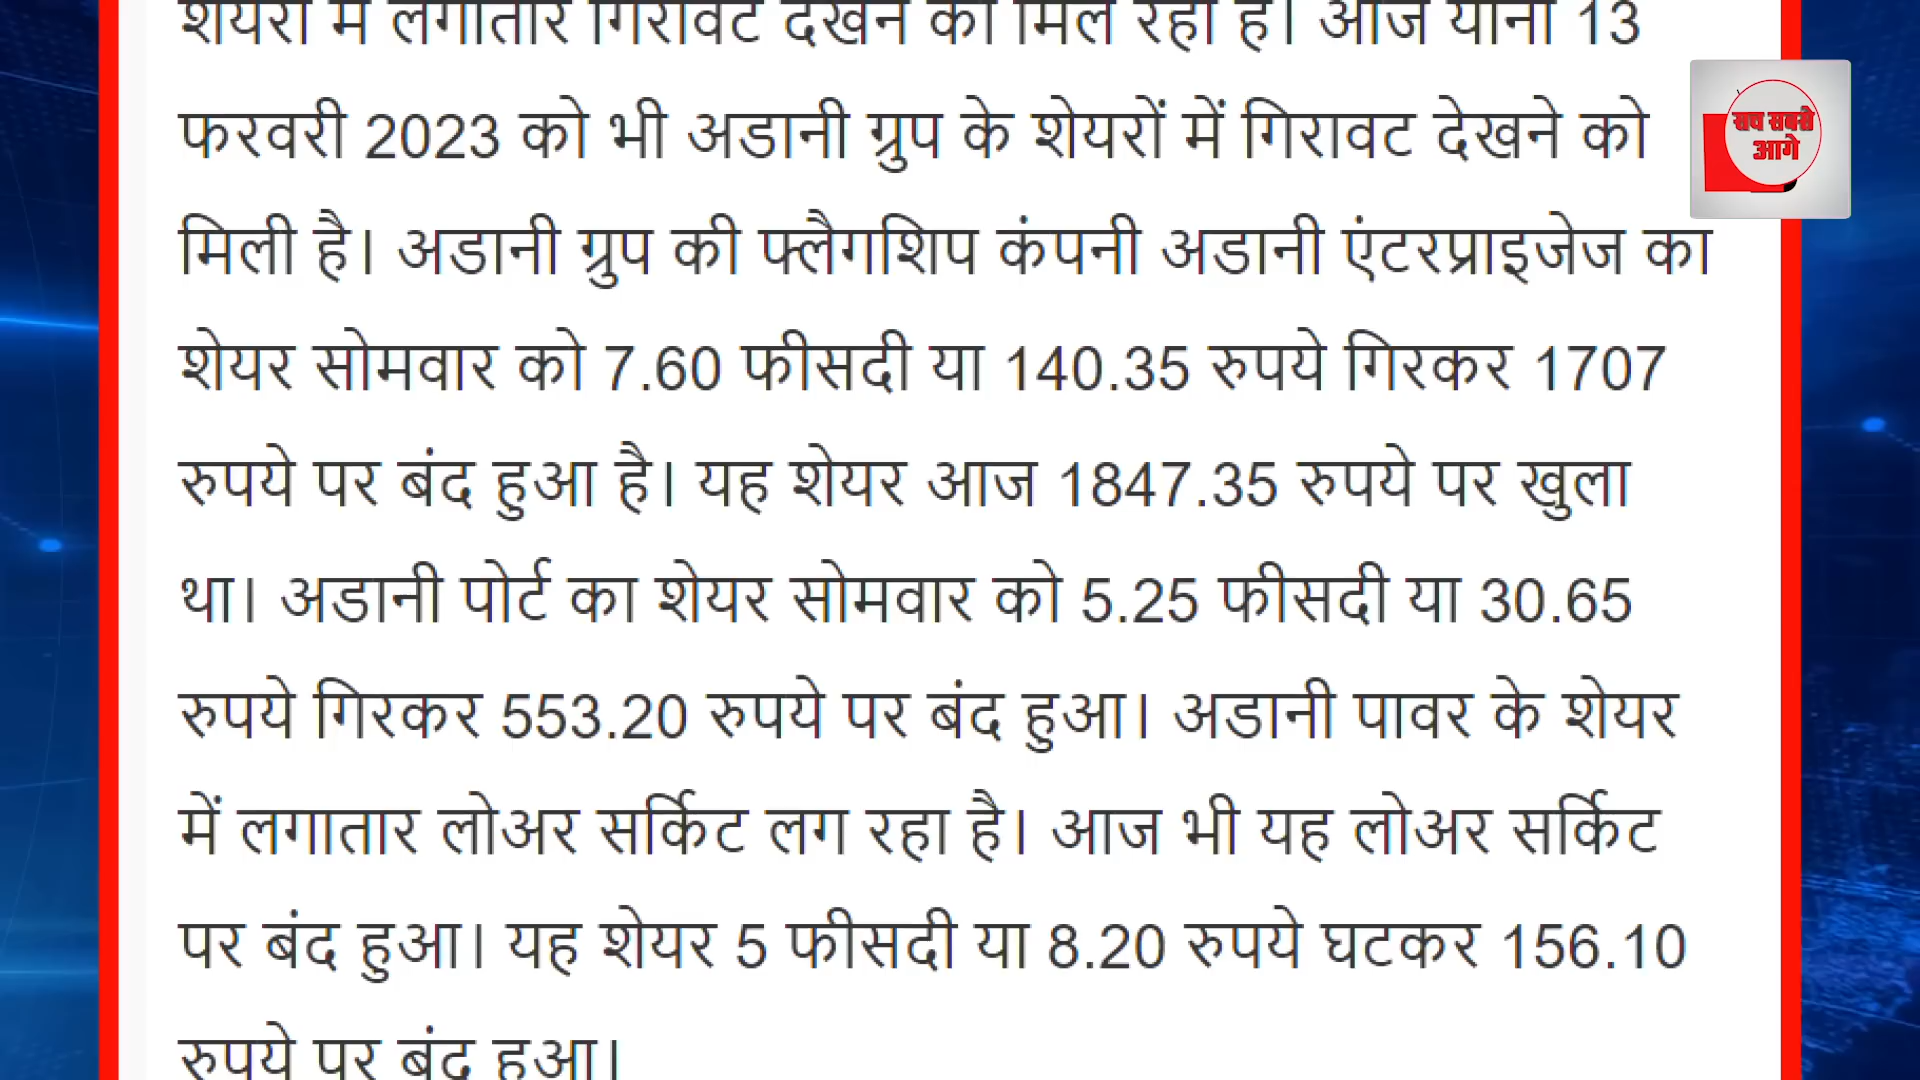 शेयरों में लगातार गिरावट देखने को मिल रही है। आज यानी 13
फरवरी 2023 को भी अडानी ग्रुप के शेयरों में गिरावट देखने को
मिली है। अडानी ग्रुप की फ्लैगशिप कंपनी अडानी एंटरप्राइजेज का
शेयर सोमवार को 7.60 फीसदी या 140.35 रुपये गिरकर 1707
रुपये पर बंद हुआ है। यह शेयर आज 1847.35 रुपये पर खुला
था। अडानी पोर्ट का शेयर सोमवार को 5.25 फीसदी या 30.65
रुपये गिरकर 553.20 रुपये पर बंद हुआ। अडानी पावर के शेयर
में लगातार लोअर सर्किट लग रहा है। आज भी यह लोअर सर्किट
पर बंद हुआ। यह शेयर 5 फीसदी या 8.20 रुपये घटकर 156.10
रुपये पर बंद हुआ।
सच सबसे
आगे